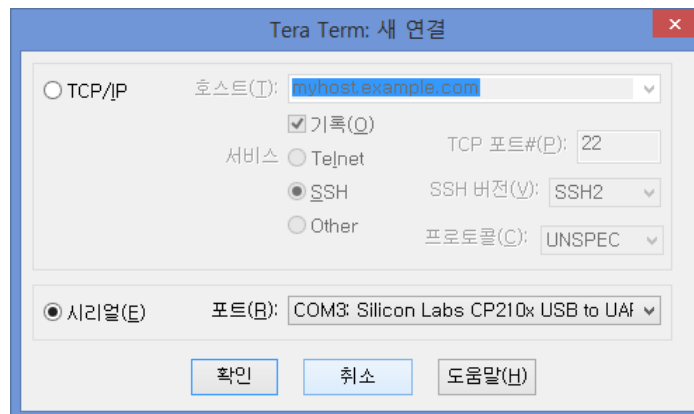 Tera Term: 새 연결
TCP/IP
호스트(T): myhost.example.com
기록(O)
서비스
Telnet
TCP 포트#(P): 22
SSH
SSH 버전(V): SSH2
Other
프로토콜(C): UNSPEC
시리얼(E)
포트(R): COM3: Silicon Labs CP210x USB to UAF
확인
취소
도움말(H)